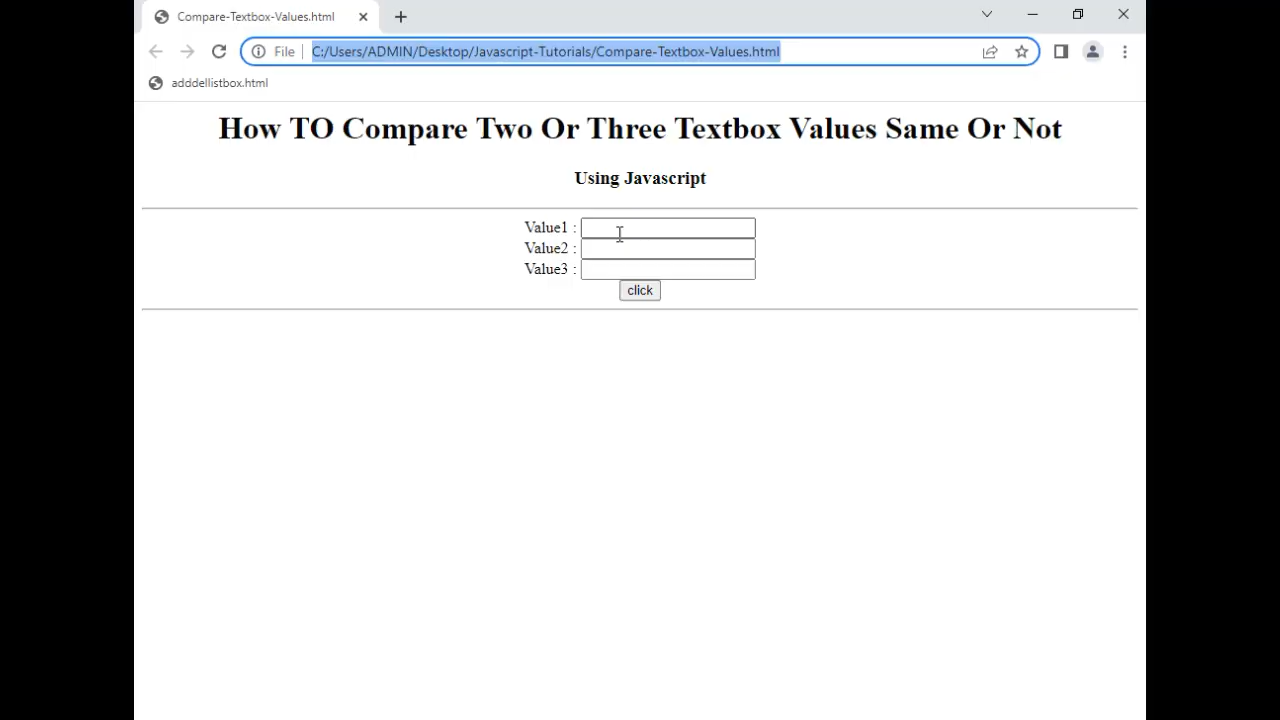 Compare-Textbox-Values.html
File
C:/Users/ADMIN/Desktop/Javascript-Tutorials/Compare-Textbox-Values.html
adddellistbox.html
How TO Compare Two Or Three Textbox Values Same Or Not
Using Javascript
Value1 :
Value2 :
Value3 :
click